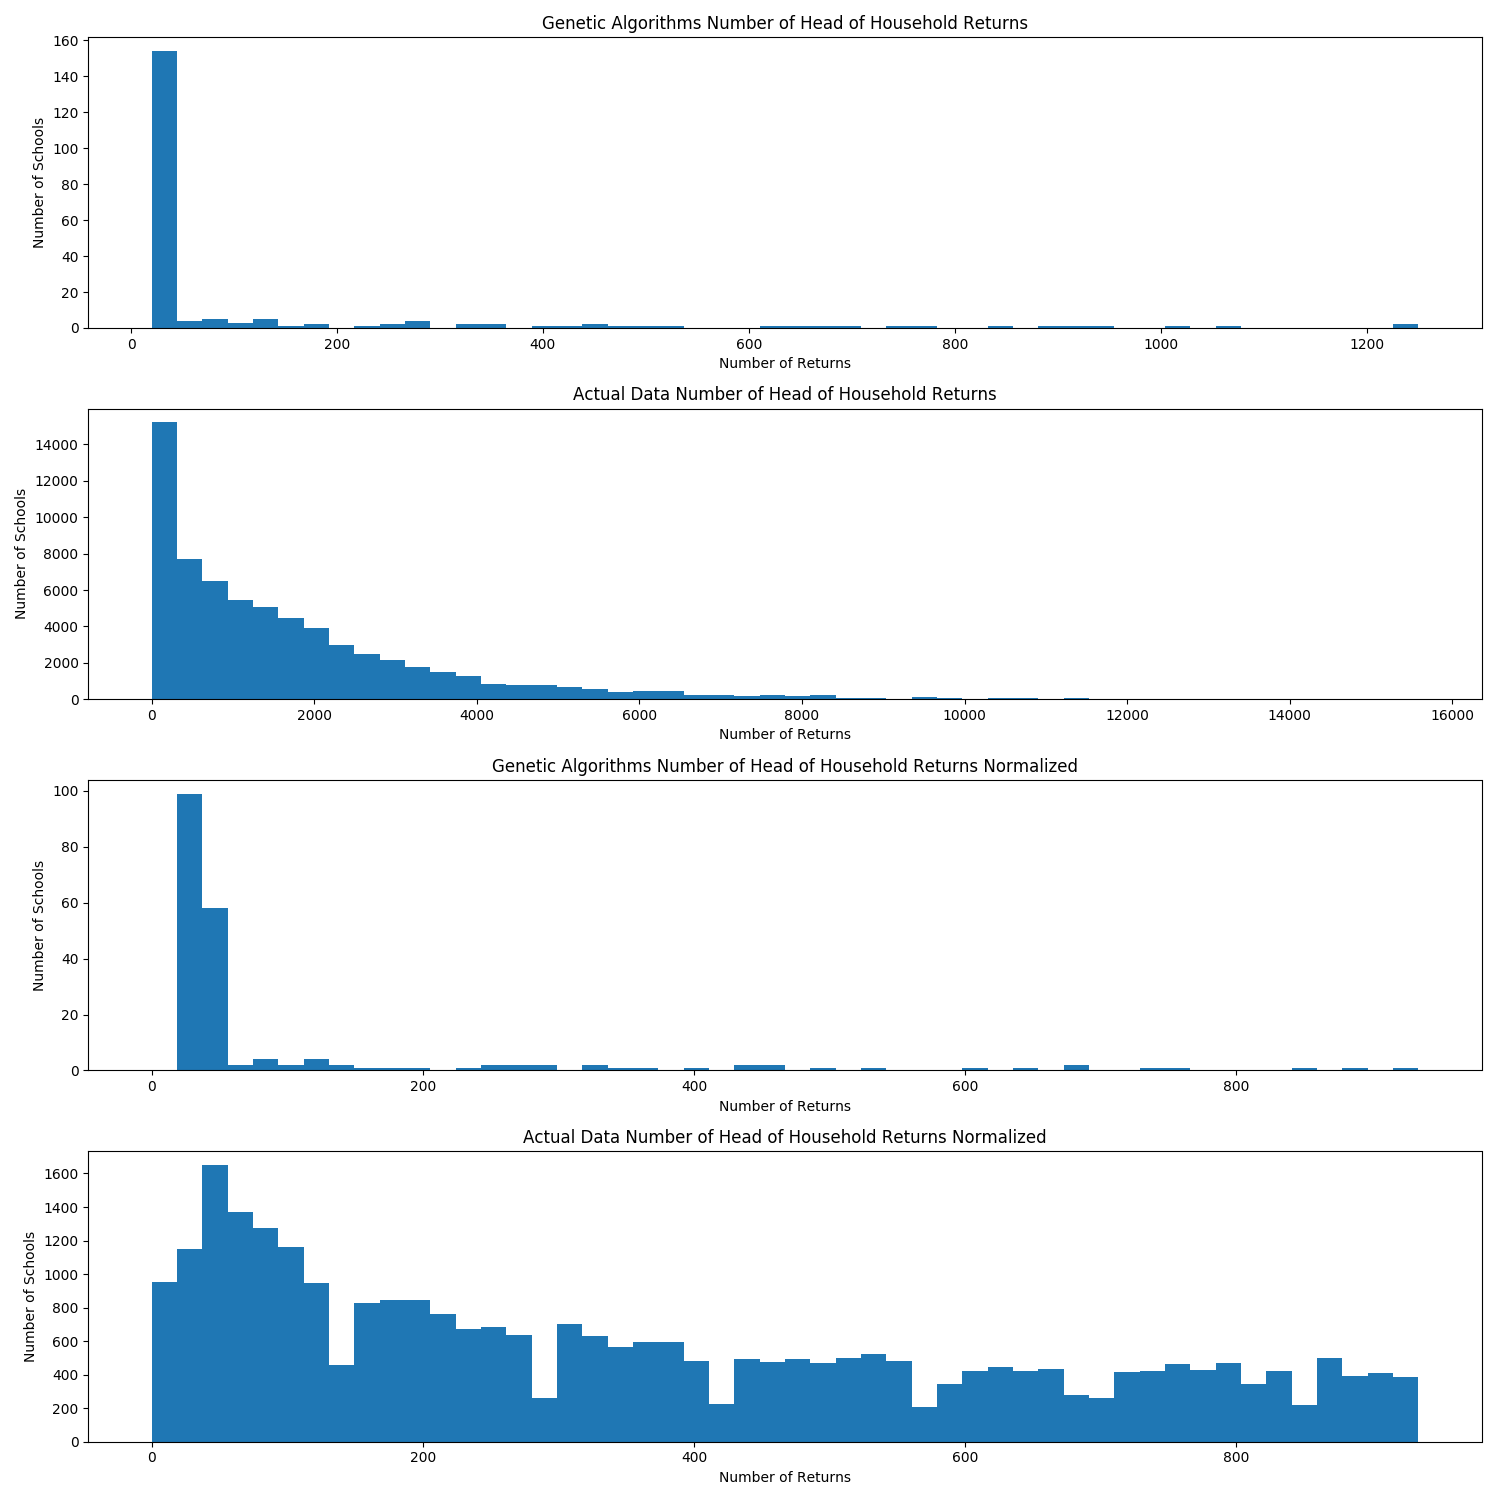 Genetic Algorithms Number of Head of Household Returns
160
140
120
100
80
60
40
20
0
Number of Schools
0 200 400 600 800 1000 1200
Number of Returns
Actual Data Number of Head of Household Returns
14000
12000
10000
8000
6000
4000
2000
0
Number of Schools
0 2000 4000 6000 8000 10000 12000 14000 16000
Number of Returns
Genetic Algorithms Number of Head of Household Returns Normalized
100
80
60
40
20
0
Number of Schools
0 200 400 600 800
Number of Returns
Actual Data Number of Head of Household Returns Normalized
1600
1400
1200
1000
800
600
400
200
0
Number of Schools
0 200 400 600 800
Number of Returns